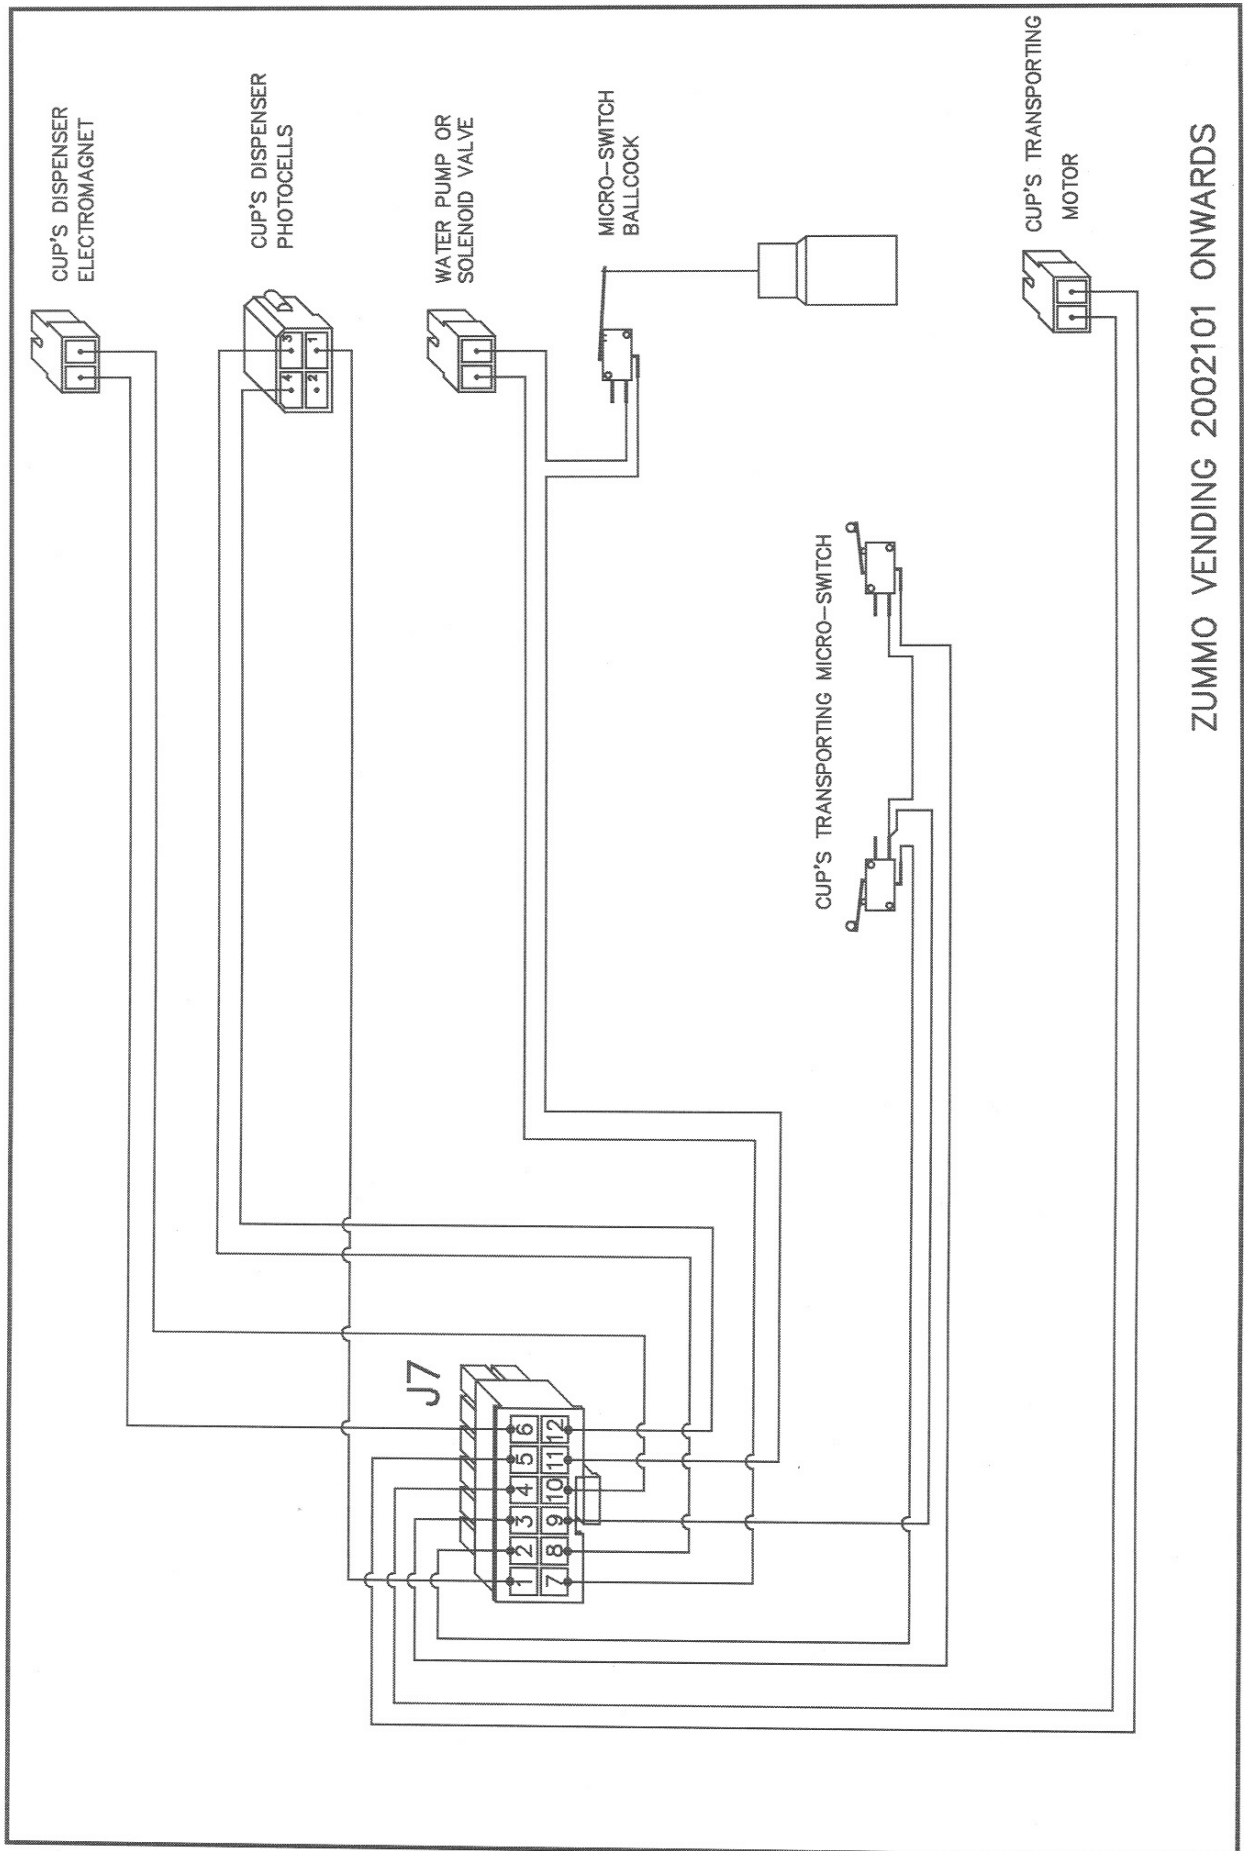 CUP'S DISPENSER
ELECTROMAGNET
CUP'S DISPENSER
PHOTOCELLS
3
1
4
2
WATER PUMP OR
SOLENOID VALVE
MICRO-SWITCH
BALLCOCK
CUP'S TRANSPORTING MICRO-SWITCH
CUP'S TRANSPORTING
MOTOR
J7
1 2 3 4 5 6
7 8 9 10 11 12
ZUMMO VENDING 2002101 ONWARDS